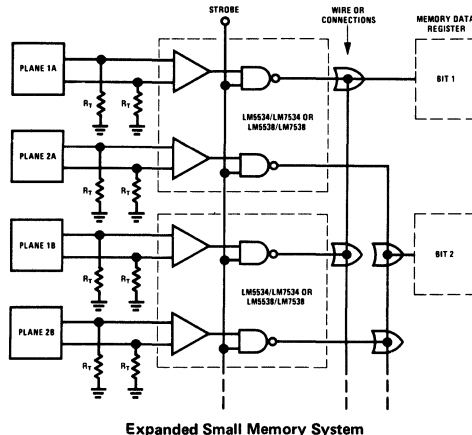 STROBE
WIRE OR
CONNECTIONS
MEMORY DATA
REGISTER
PLANE 1A
BIT 1
RT
RT
LM5534/LM7534 OR
LM5538/LM7538
PLANE 2A
RT
RT
PLANE 1B
BIT 2
RT
RT
LM5534/LM7534 OR
LM5538/LM7538
PLANE 2B
RT
RT
Expanded Small Memory System